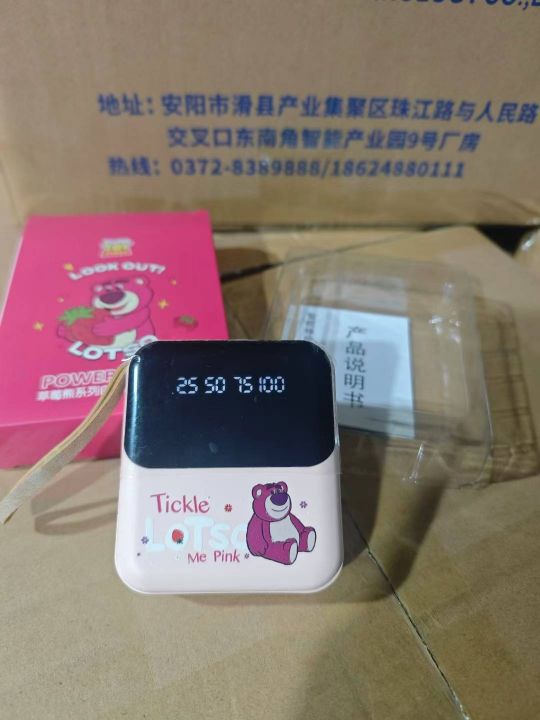 地址：安阳市滑县产业集聚区珠江路与人民路
交叉口东南角智能产业园9号厂房
热线：0372-8389888/18624880111
LOOK OUT!
LOTSO
POWER
草莓熊系列
产品说明书
25 50 75 100
Tickle
LOTSO
Me Pink